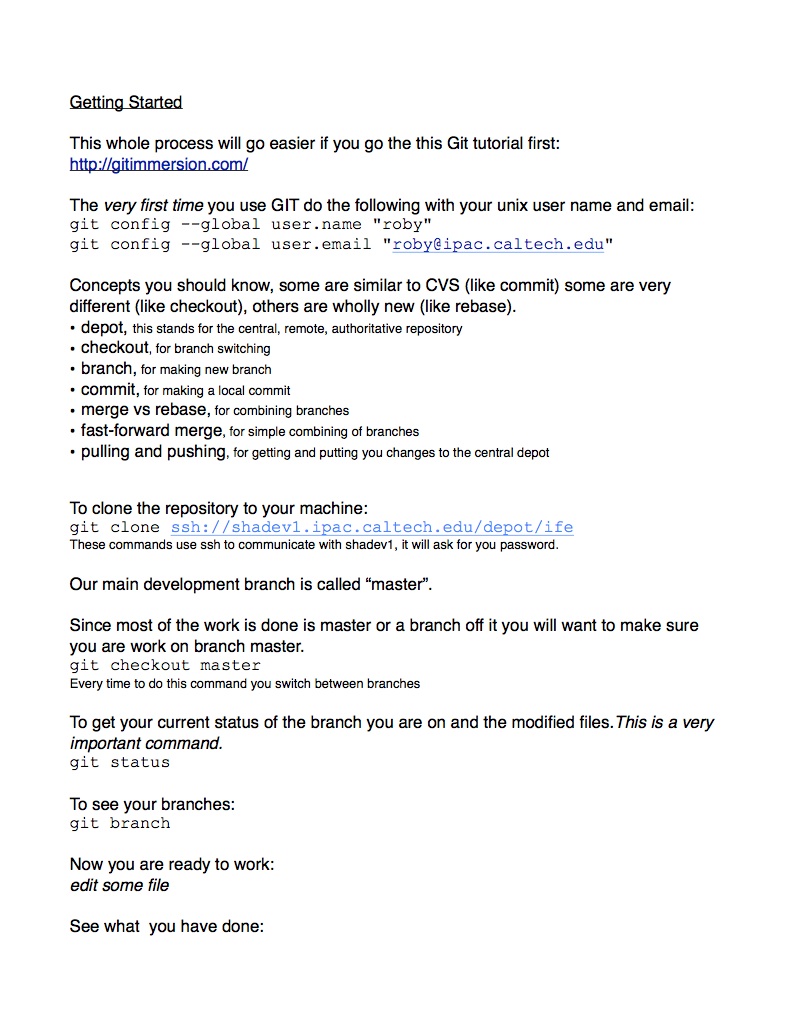 Getting Started
This whole process will go easier if you go the this Git tutorial first:
http://gitimmersion.com/
The very first time you use GIT do the following with your unix user name and email:
git config --global user.name "roby"
git config --global user.email "roby@ipac.caltech.edu"
Concepts you should know, some are similar to CVS (like commit) some are very
different (like checkout), others are wholly new (like rebase).
• depot, this stands for the central, remote, authoritative repository
• checkout, for branch switching
• branch, for making new branch
• commit, for making a local commit
• merge vs rebase, for combining branches
• fast-forward merge, for simple combining of branches
• pulling and pushing, for getting and putting you changes to the central depot
To clone the repository to your machine:
git clone ssh://shadev1.ipac.caltech.edu/depot/ife
These commands use ssh to communicate with shadev1, it will ask for you password.
Our main development branch is called “master”.
Since most of the work is done is master or a branch off it you will want to make sure
you are work on branch master.
git checkout master
Every time to do this command you switch between branches
To get your current status of the branch you are on and the modified files.This is a very
important command.
git status
To see your branches:
git branch
Now you are ready to work:
edit some file
See what  you have done: